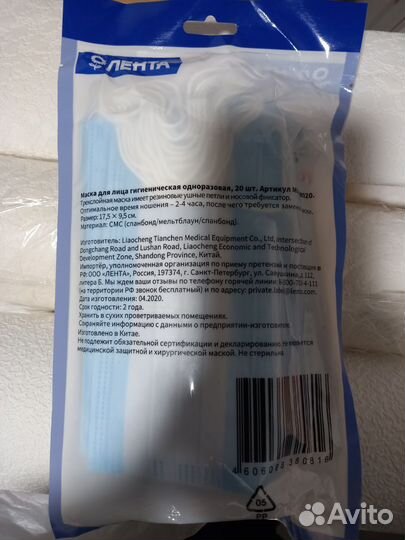 ЛЕНТА
Маска для лица гигиеническая одноразовая, 20 шт. Артикул
Трехслойная маска имеет резиновые ушные петли и носовой фиксатор.
Оптимальное время ношения – 2-4 часа, после чего требуется замена
Размер: 17,5 × 9,5 см.
Материал: СМС (спанбонд/мельтблаун/спанбонд).
Изготовитель: Liaocheng Tianchen Medical Equipment Co., Ltd, Intersection of
Dongchang Road and Lushan Road, Liaocheng Economic and Technological
Development Zone, Shandong Province, Китай.
Импортёр, уполномоченная организация по приему претензий и
РФ: ООО «ЛЕНТА», Россия, 197374, г. Санкт-Петербург, ул. Савушкина, д.112,
литера Б. Мы также ждем ваших отзывов по телефону горячей линии:
(на территории РФ звонок бесплатный) и по адресу: private.label@lenta.com.
Дата изготовления: 04.2020.
Срок годности: 2 года.
Хранить в сухих проветриваемых помещениях.
Сохраняйте информацию с данными о предприятии-изготовителе.
Изготовлено в Китае.
Не подлежит обязательной сертификации и декларированию. Не является
медицинской защитной и хирургической маской. Не стерильна
4 606068 380816
05
PP
Avito